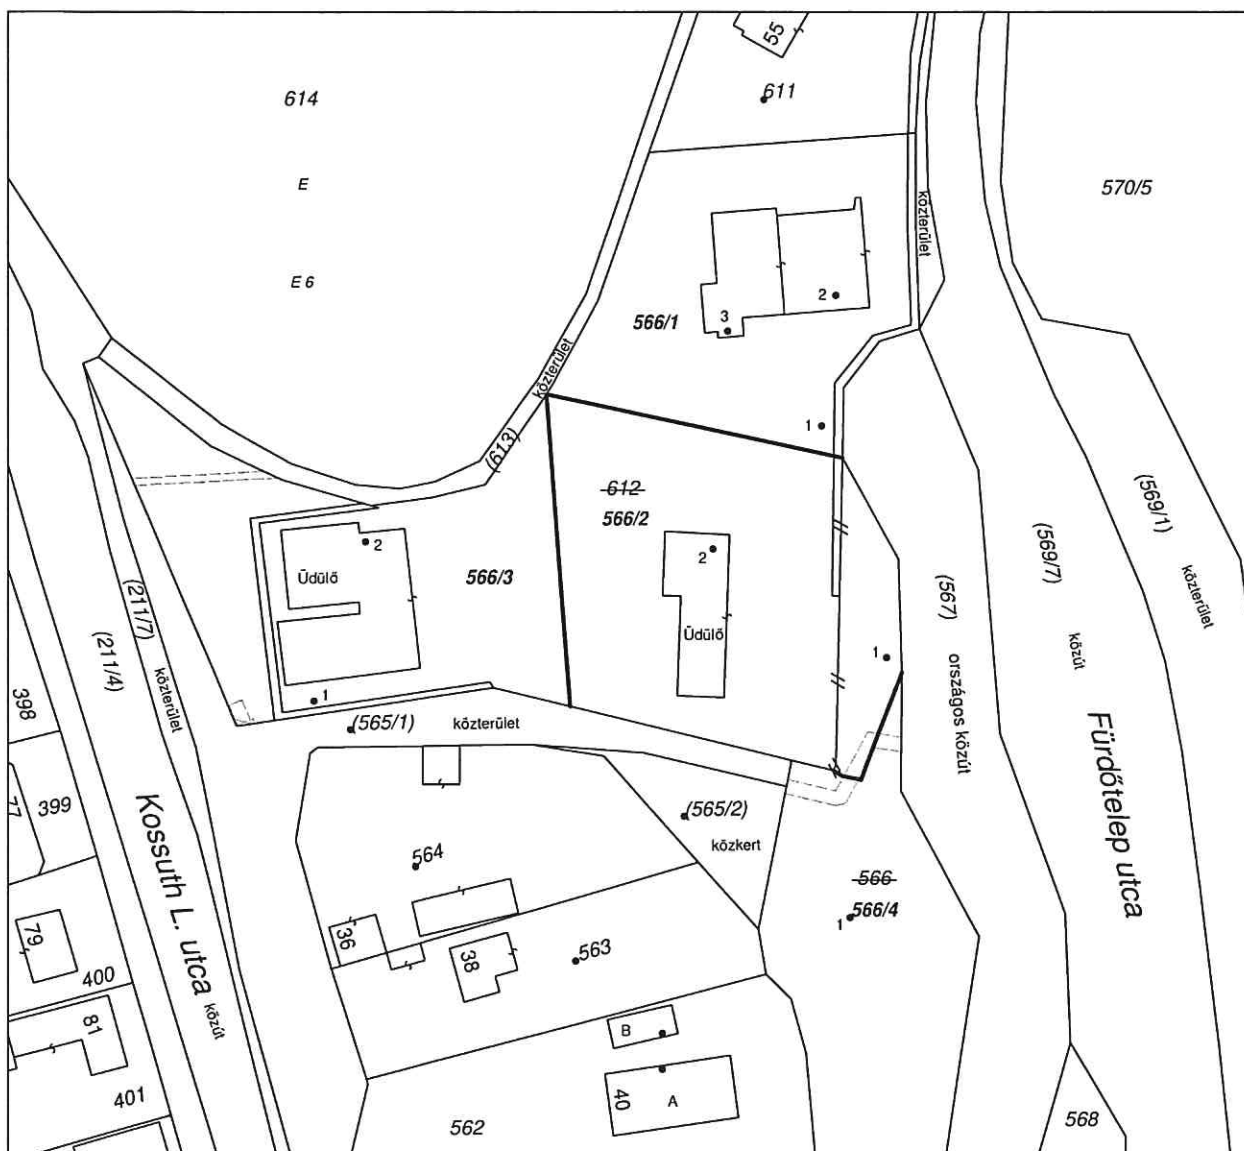 55
611
614
E
E 6
570/5
közterület
2
3
566/1
közterület
1
(613)
612
566/2
2
Üdülő
566/3
2
Üdülő
1
1
(569/1)
közterület
(569/7)
közút
(567)
országos közút
Fürdőtelep utca
(211/7)
közterület
(211/4)
Kossuth L. utca
közút
(565/1)
közterület
(565/2)
közkert
398
399
77
564
566
566/4
1
36
38
563
79
400
81
401
B
A
40
562
568